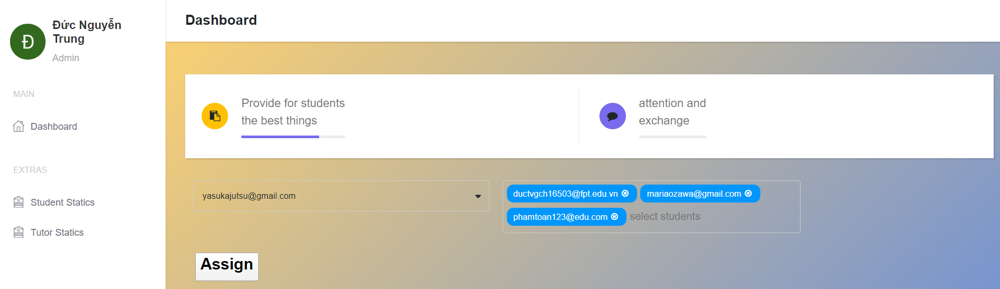 Đức Nguyễn
Trung
Admin
MAIN
Dashboard
EXTRAS
Student Statics
Tutor Statics
Dashboard
Provide for students
the best things
attention and
exchange
yasukajutsu@gmail.com
ductvgch16503@fpt.edu.vn mariaozawa@gmail.com
phamtoan123@edu.com select students
Assign